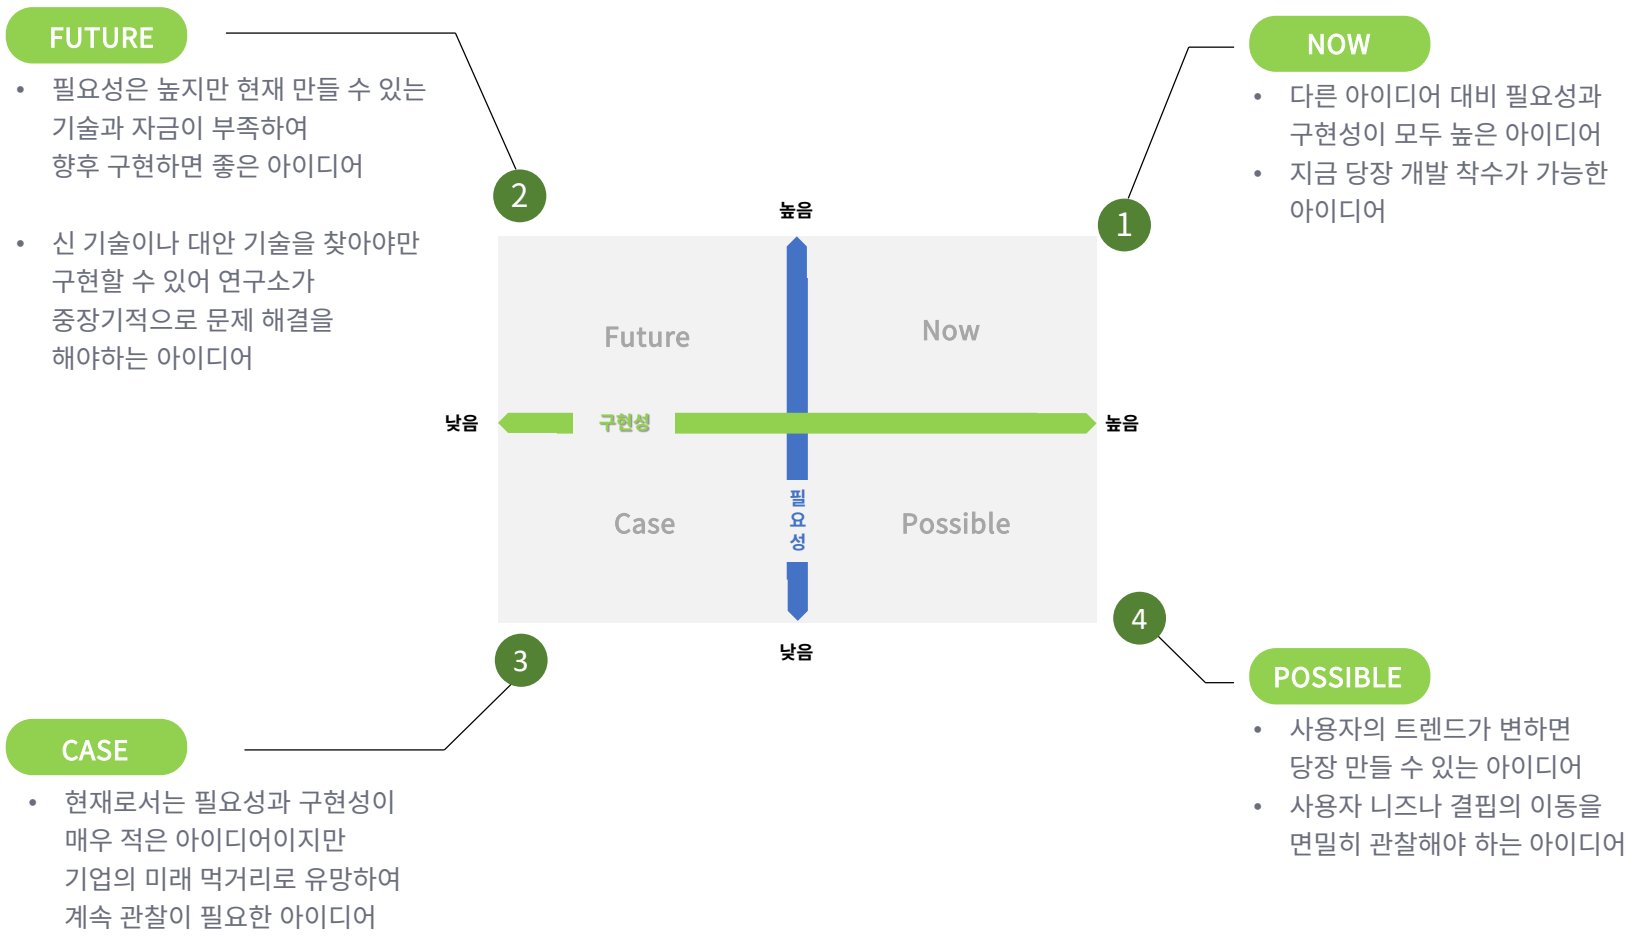 FUTURE
• 필요성은 높지만 현재 만들 수 있는
기술과 자금이 부족하여
향후 구현하면 좋은 아이디어
• 신 기술이나 대안 기술을 찾아야만
구현할 수 있어 연구소가
중장기적으로 문제 해결을
해야하는 아이디어
NOW
• 다른 아이디어 대비 필요성과
구현성이 모두 높은 아이디어
• 지금 당장 개발 착수가 가능한
아이디어
2
1
높음
Future
Now
낮음
구현성
높음
필
요
성
Case
Possible
낮음
3
4
CASE
• 현재로서는 필요성과 구현성이
매우 적은 아이디어이지만
기업의 미래 먹거리로 유망하여
계속 관찰이 필요한 아이디어
POSSIBLE
• 사용자의 트렌드가 변하면
당장 만들 수 있는 아이디어
• 사용자 니즈나 결핍의 이동을
면밀히 관찰해야 하는 아이디어